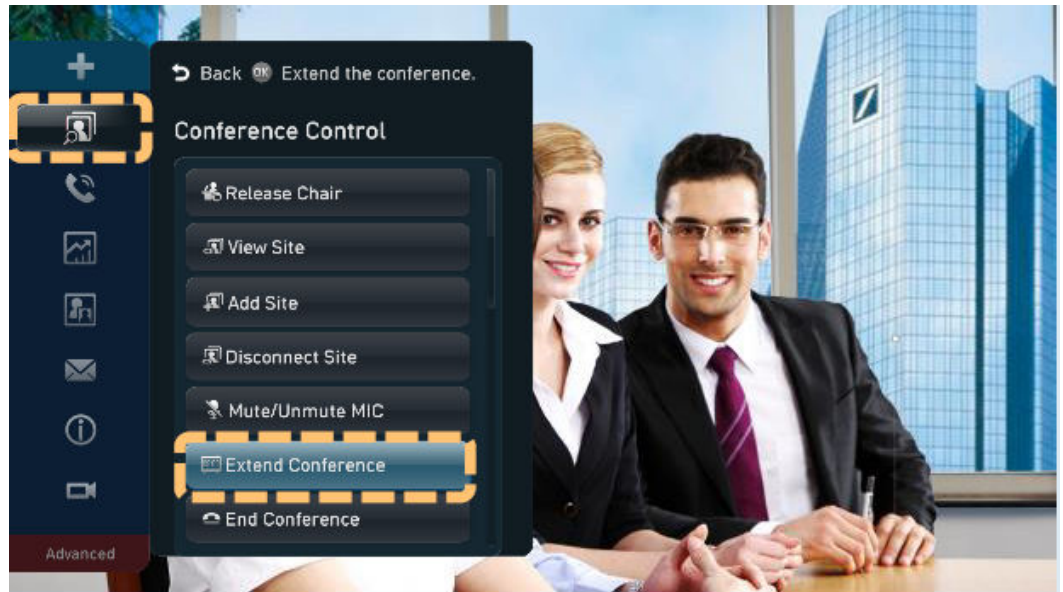 Back OK Extend the conference.
Conference Control
Release Chair
View Site
Add Site
Disconnect Site
Mute/Unmute MIC
Extend Conference
End Conference
Advanced